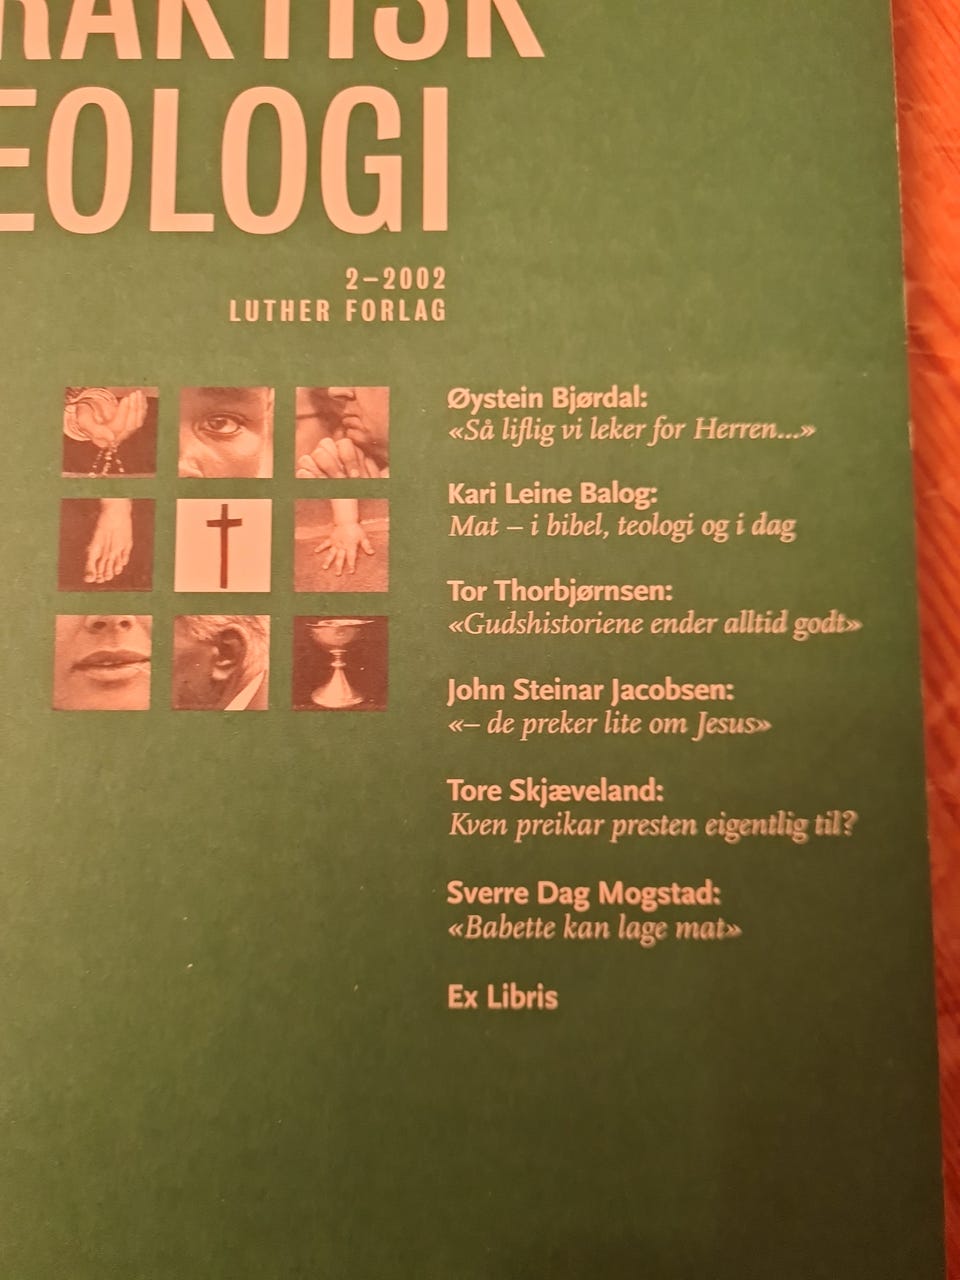 RAKTISK
EOLOGI
2–2002
LUTHER FORLAG
Øystein Bjørdal:
«Så liflig vi leker for Herren...»
Kari Leine Balog:
Mat – i bibel, teologi og i dag
Tor Thorbjørnsen:
«Gudshistoriene ender alltid godt»
John Steinar Jacobsen:
«– de preker lite om Jesus»
Tore Skjæveland:
Kven preikar presten eigentlig til?
Sverre Dag Mogstad:
«Babette kan lage mat»
Ex Libris